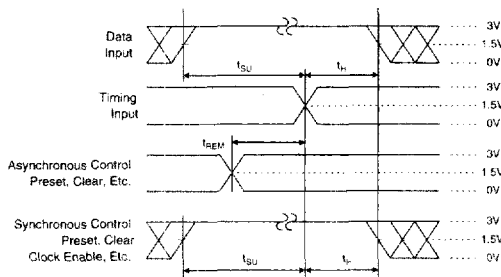 Data
Input
3V
1.5V
0V
tSU
tH
Timing
Input
3V
1.5V
0V
tREM
Asynchronous Control
Preset, Clear, Etc.
3V
1.5V
0V
Synchronous Control
Preset. Clear
Clock Enable, Etc.
3V
1.5V
0V
tSU
tH